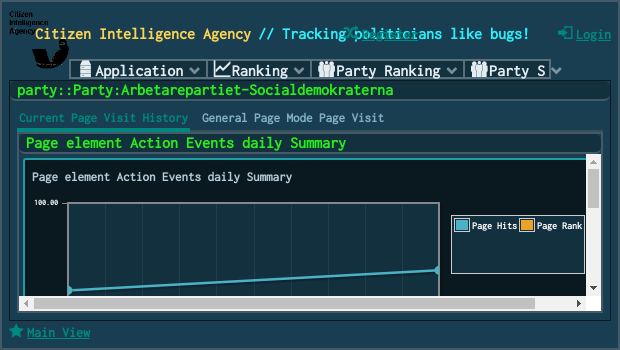 Citizen
Intelligence
Agency
Citizen Intelligence Agency // Tracking politicians like bugs!
Register
Login
Application
Ranking
Party Ranking
Party S
party::Party:Arbetarepartiet-Socialdemokraterna
Current Page Visit History
General Page Mode Page Visit
Page element Action Events daily Summary
Page element Action Events daily Summary
100.00
Page Hits
Page Rank
Main View